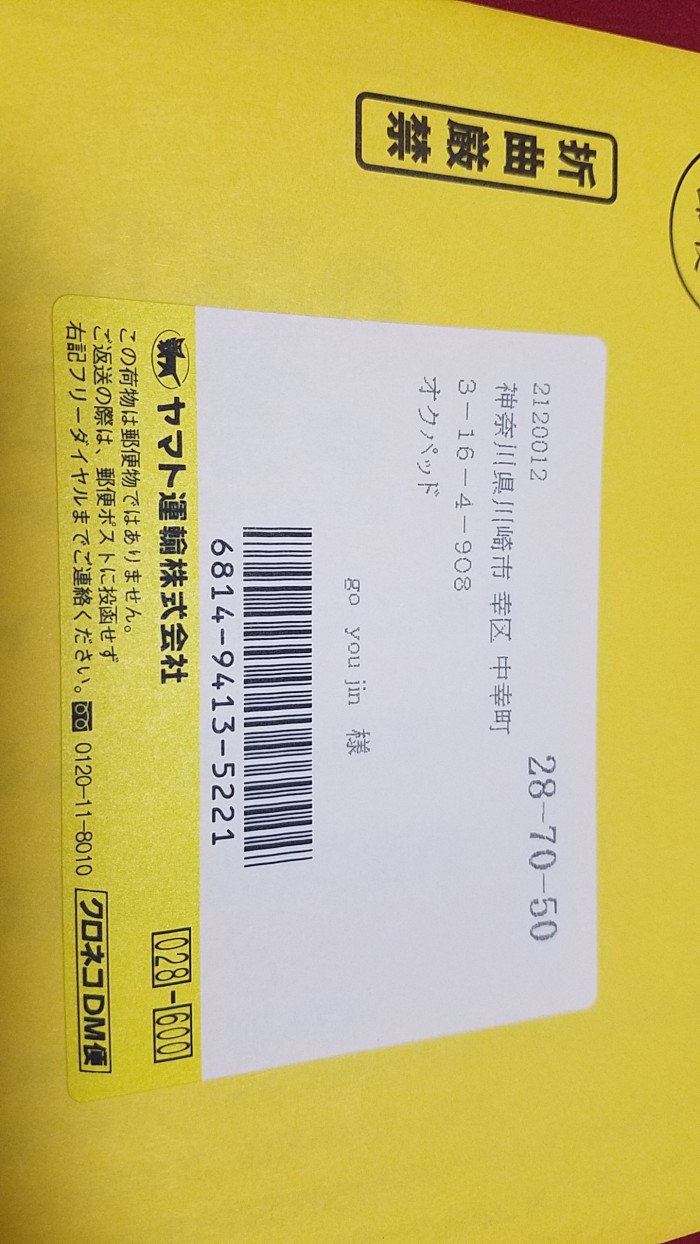 折曲厳禁
2120012
28-70-50
神奈川県川崎市 幸区 中幸町
3-16-4-908
オクパッド
go you jin 様
6814-9413-5221
ヤマト運輸株式会社
028-600
この荷物は郵便物ではありません。
ご返送の際は、郵便ポストに投函せず
右記フリーダイヤルまでご連絡ください。 0120-11-8010
クロネコDM便